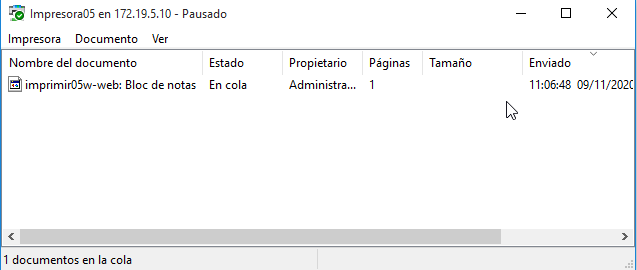 Impresora05 en 172.19.5.10 - Pausado
Impresora Documento Ver
Nombre del documento Estado Propietario Páginas Tamaño Enviado
imprimir05w-web: Bloc de notas En cola Administra... 1 11:06:48 09/11/2020
1 documentos en la cola